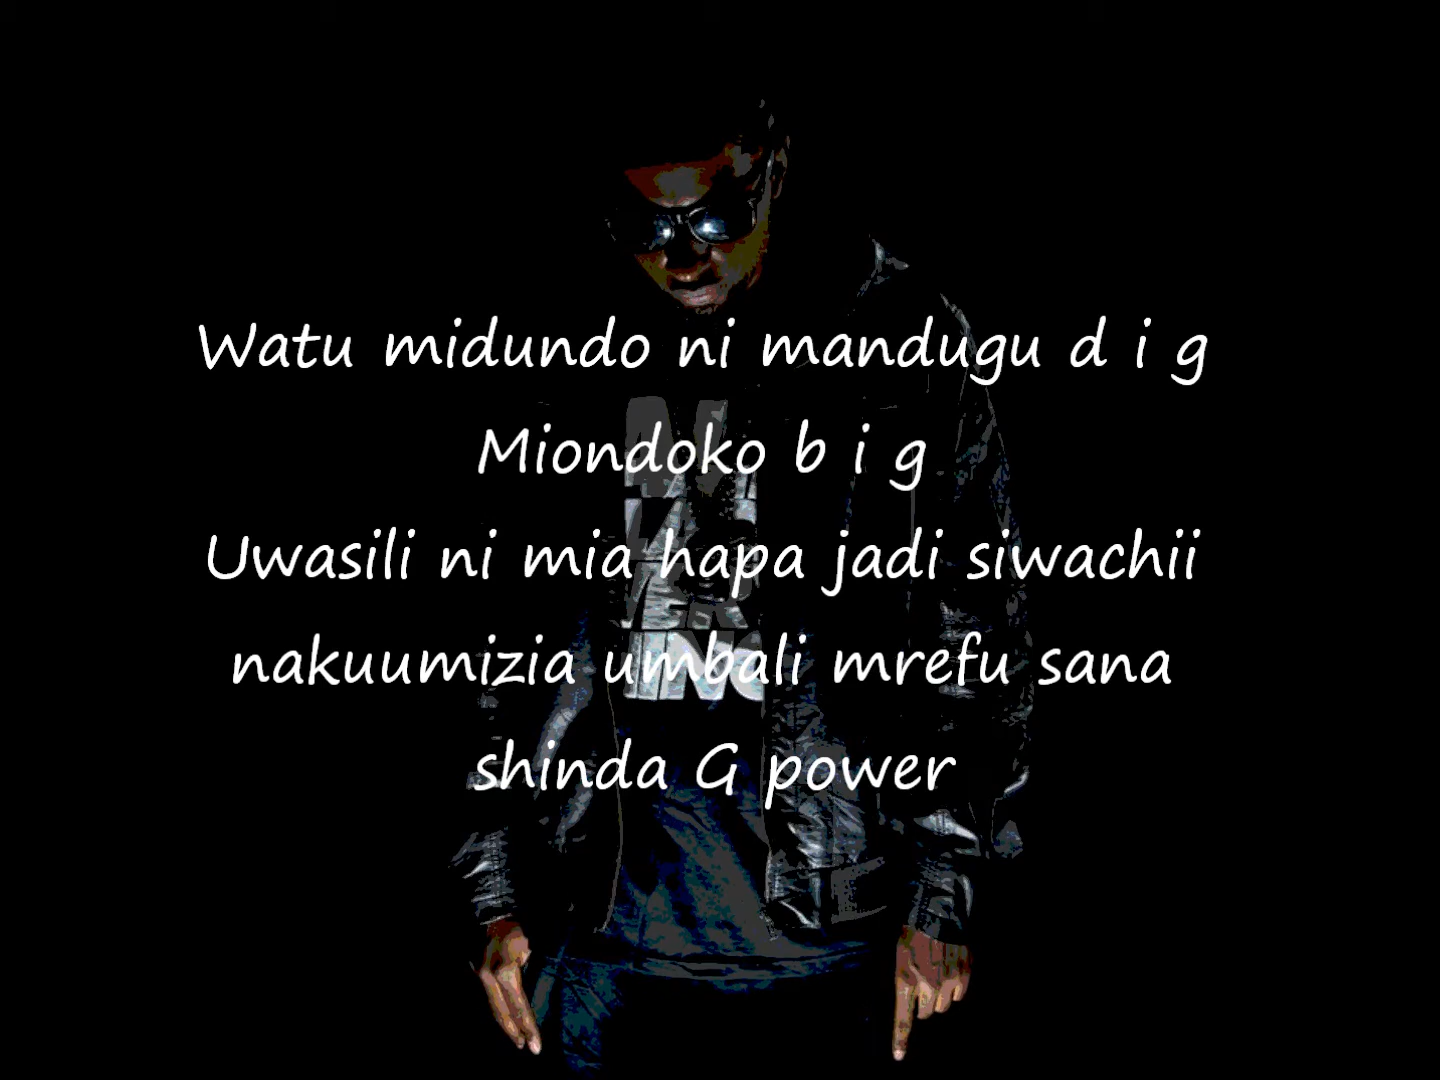 Watu midundo ni mandugu d i g
Miondoko b i g
Uwasili ni mia hapa jadi siwachii
nakuumizia umbali mrefu sana
shinda G power